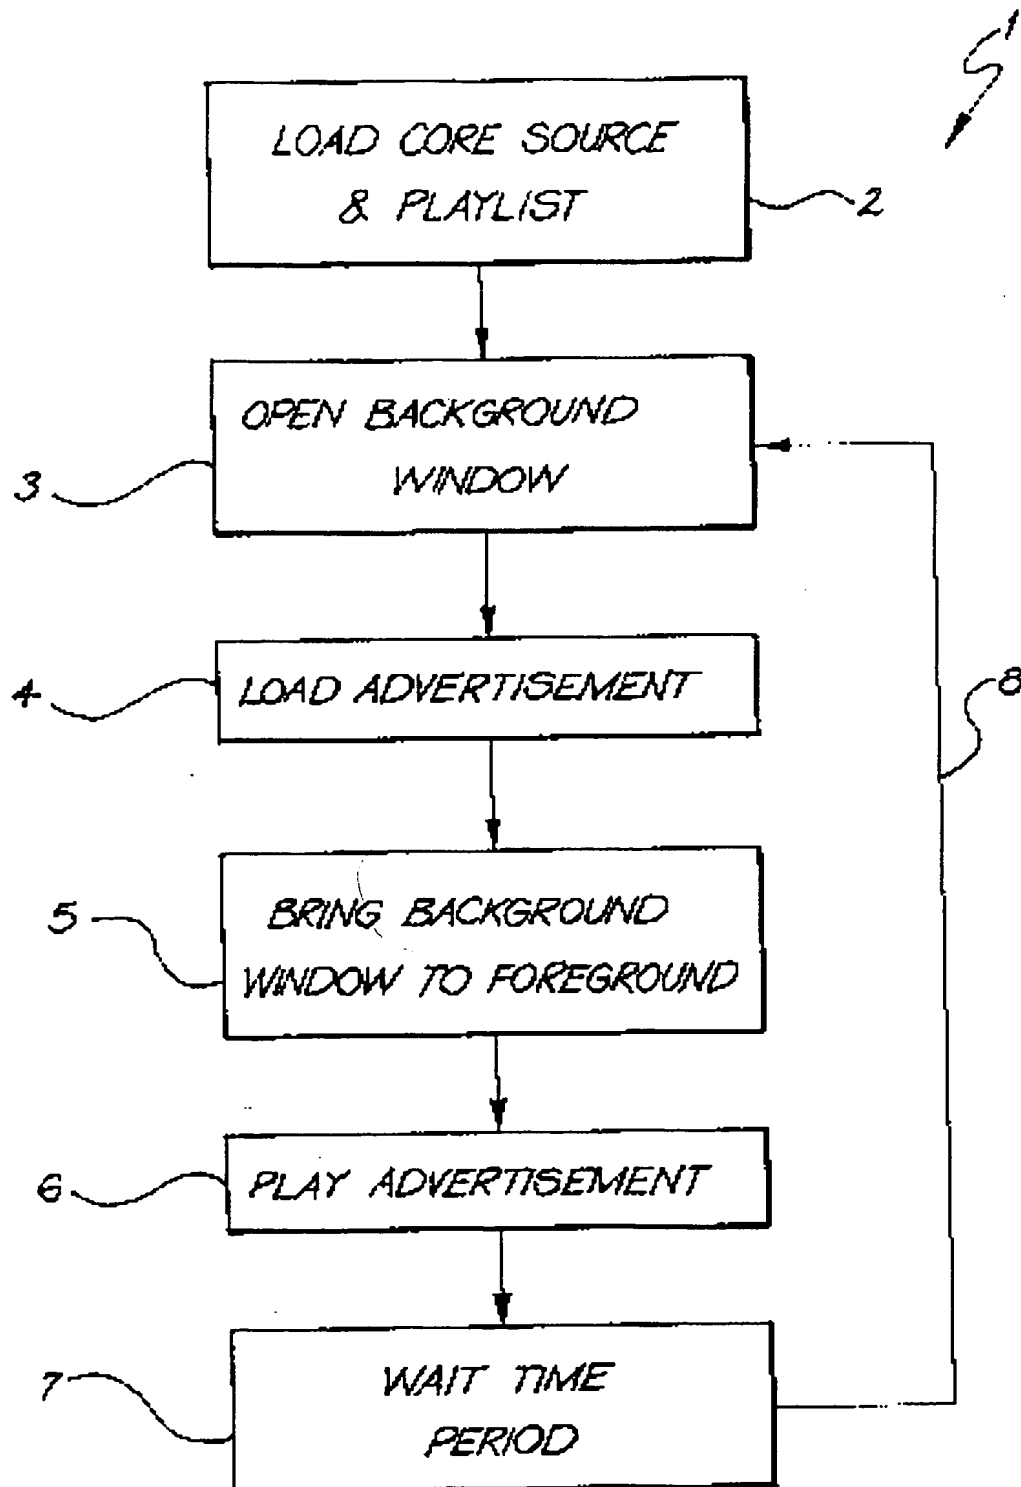 1
LOAD CORE SOURCE
& PLAYLIST
2
OPEN BACKGROUND
WINDOW
3
4
LOAD ADVERTISEMENT
8
5
BRING BACKGROUND
WINDOW TO FOREGROUND
6
PLAY ADVERTISEMENT
7
WAIT TIME
PERIOD